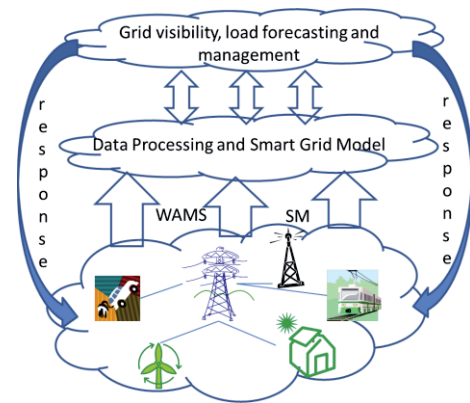 Grid visibility, load forecasting and
management
response
response
Data Processing and Smart Grid Model
WAMS
SM